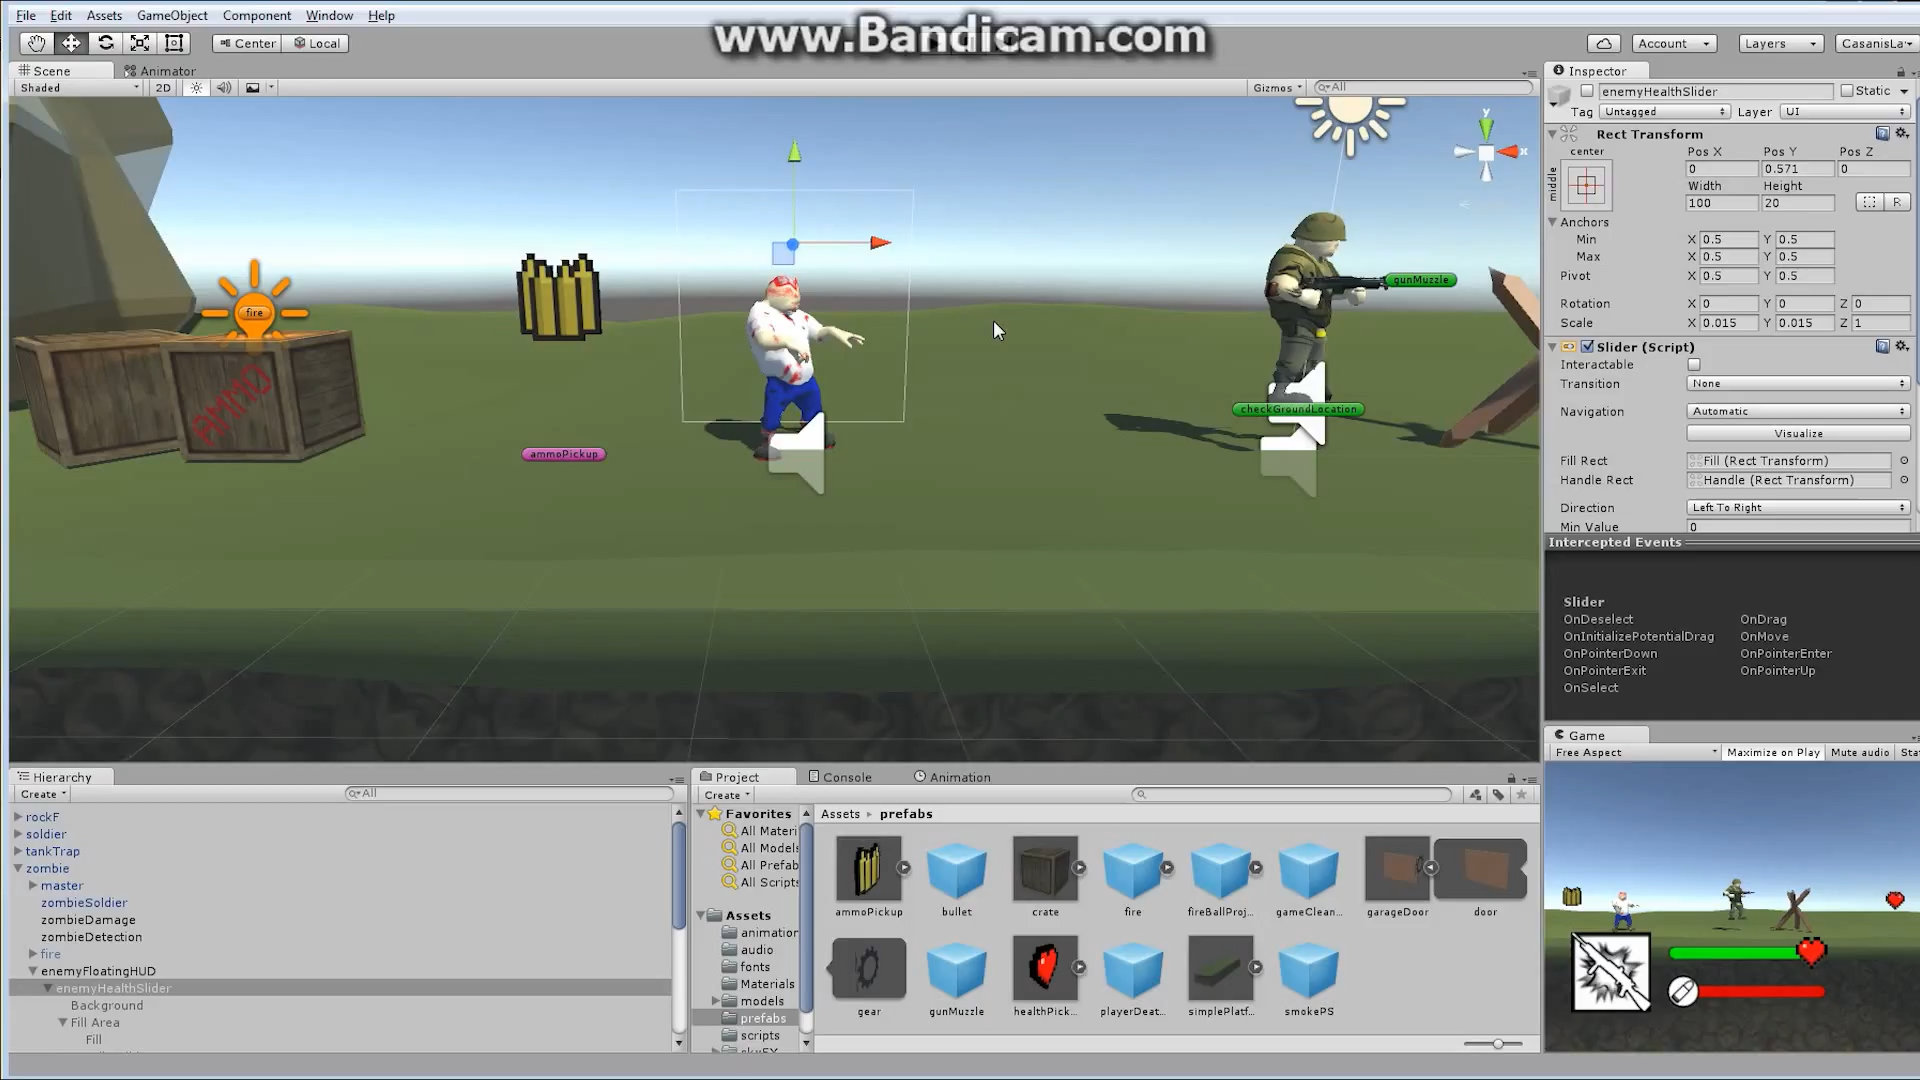 File Edit Assets GameObject Component Window Help
www.Bandicam.com
Center Local
Account Layers CasanisLa
Scene Animator
Shaded 2D Gizmos All
fire
AMMO
ammoPickup
gunMuzzle
checkGroundLocation
y
x
Inspector
enemyHealthSlider Static
Tag Untagged Layer UI
Rect Transform
center Pos X Pos Y Pos Z
middle 0 0.571 0
Width Height
100 20 R
Anchors
Min X 0.5 Y 0.5
Max X 0.5 Y 0.5
Pivot X 0.5 Y 0.5
Rotation X 0 Y 0 Z 0
Scale X 0.015 Y 0.015 Z 1
Slider (Script)
Interactable
Transition None
Navigation Automatic
Visualize
Fill Rect Fill (Rect Transform)
Handle Rect Handle (Rect Transform)
Direction Left To Right
Min Value 0
Intercepted Events
Slider
OnDeselect OnDrag
OnInitializePotentialDrag OnMove
OnPointerDown OnPointerEnter
OnPointerExit OnPointerUp
OnSelect
Game
Free Aspect Maximize on Play Mute audio Sta
Hierarchy
Create All
rockF
soldier
tankTrap
zombie
master
zombieSoldier
zombieDamage
zombieDetection
fire
enemyFloatingHUD
enemyHealthSlider
Background
Fill Area
Fill
Project Console Animation
Create
Favorites
All Materi
All Models
All Prefab
All Scripts
Assets
animation
audio
fonts
Materials
models
prefabs
scripts
Assets prefabs
ammoPickup bullet crate fire fireBallProj... gameClean... garageDoor door
gear gunMuzzle healthPick... playerDeat... simplePlatf... smokePS